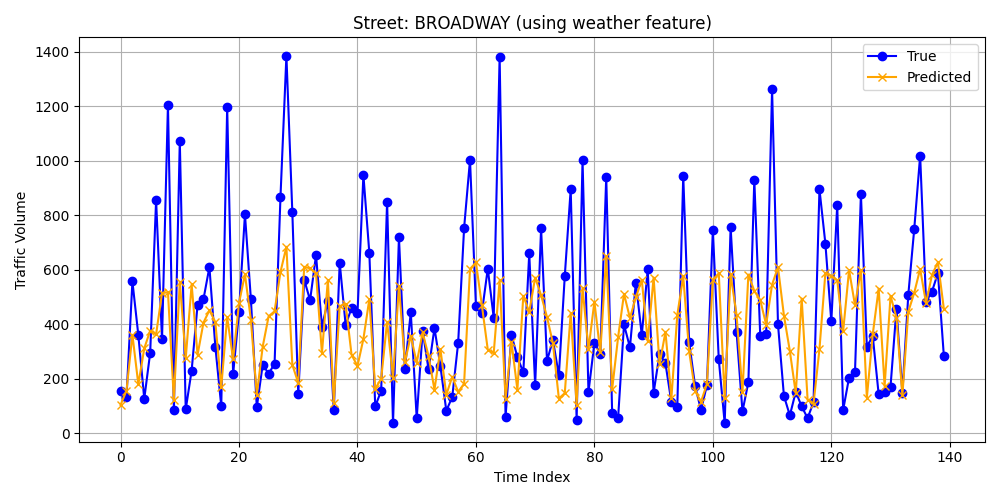 Street: BROADWAY (using weather feature)
True
Predicted
Traffic Volume
1400
1200
1000
800
600
400
200
0
0 20 40 60 80 100 120 140
Time Index